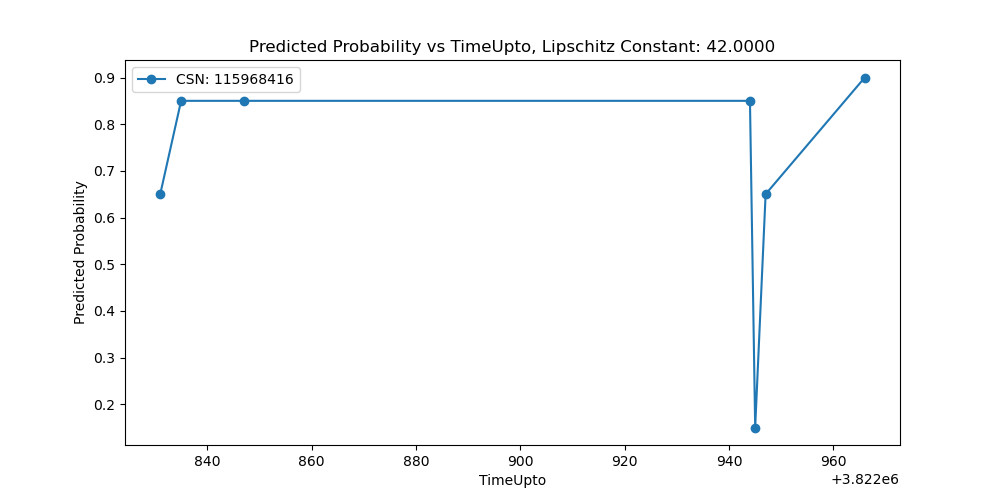 Predicted Probability vs TimeUpto, Lipschitz Constant: 42.0000
CSN: 115968416
Predicted Probability
0.9
0.8
0.7
0.6
0.5
0.4
0.3
0.2
840 860 880 900 920 940 960
TimeUpto
+3.822e6